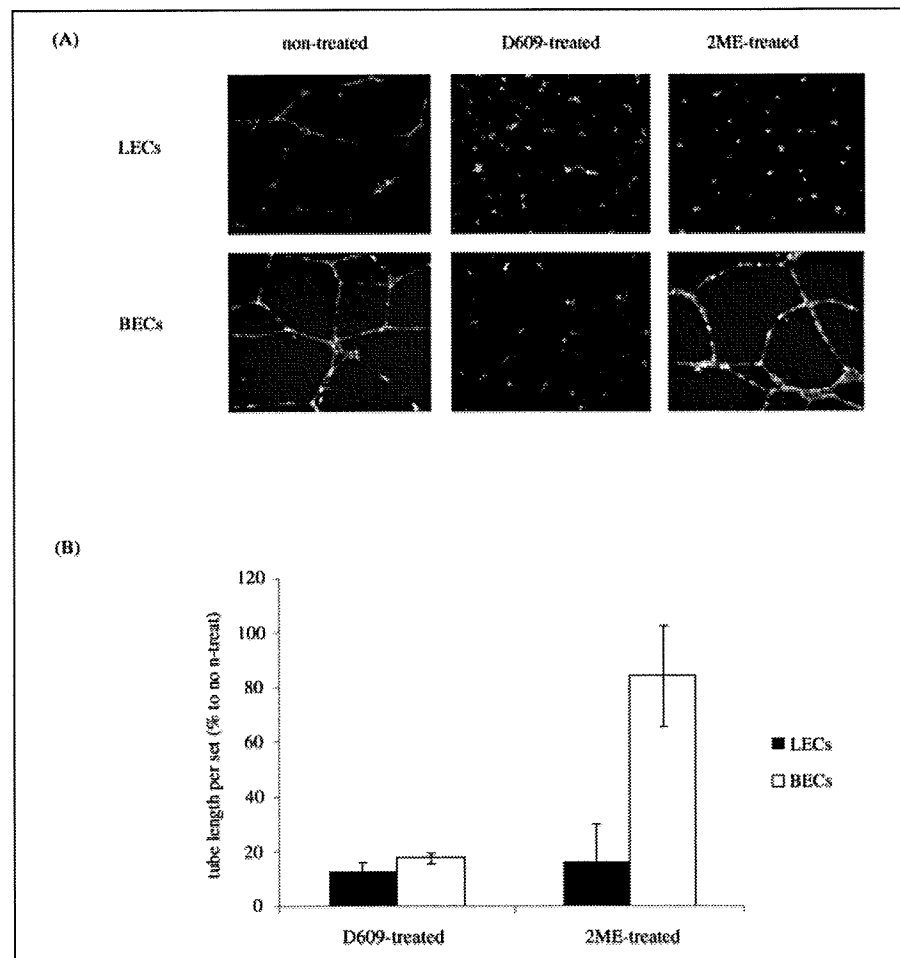 (A)
non-treated D609-treated 2ME-treated
LECs
BECs
(B)
tube length per set (% to no n-treat)
120
100
80
60
40
20
0
LECs
BECs
D609-treated 2ME-treated